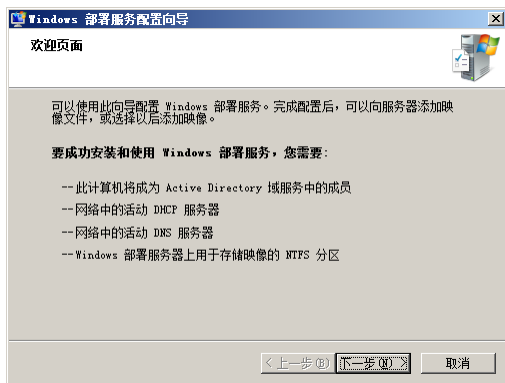 Windows 部署服务配置向导
欢迎页面
可以使用此向导配置 Windows 部署服务。完成配置后，可以向服务器添加映
像文件，或选择以后添加映像。
要成功安装和使用 Windows 部署服务，您需要:
--此计算机将成为 Active Directory 域服务中的成员
--网络中的活动 DHCP 服务器
--网络中的活动 DNS 服务器
--Windows 部署服务器上用于存储映像的 NTFS 分区
< 上一步(B) 下一步(N) > 取消